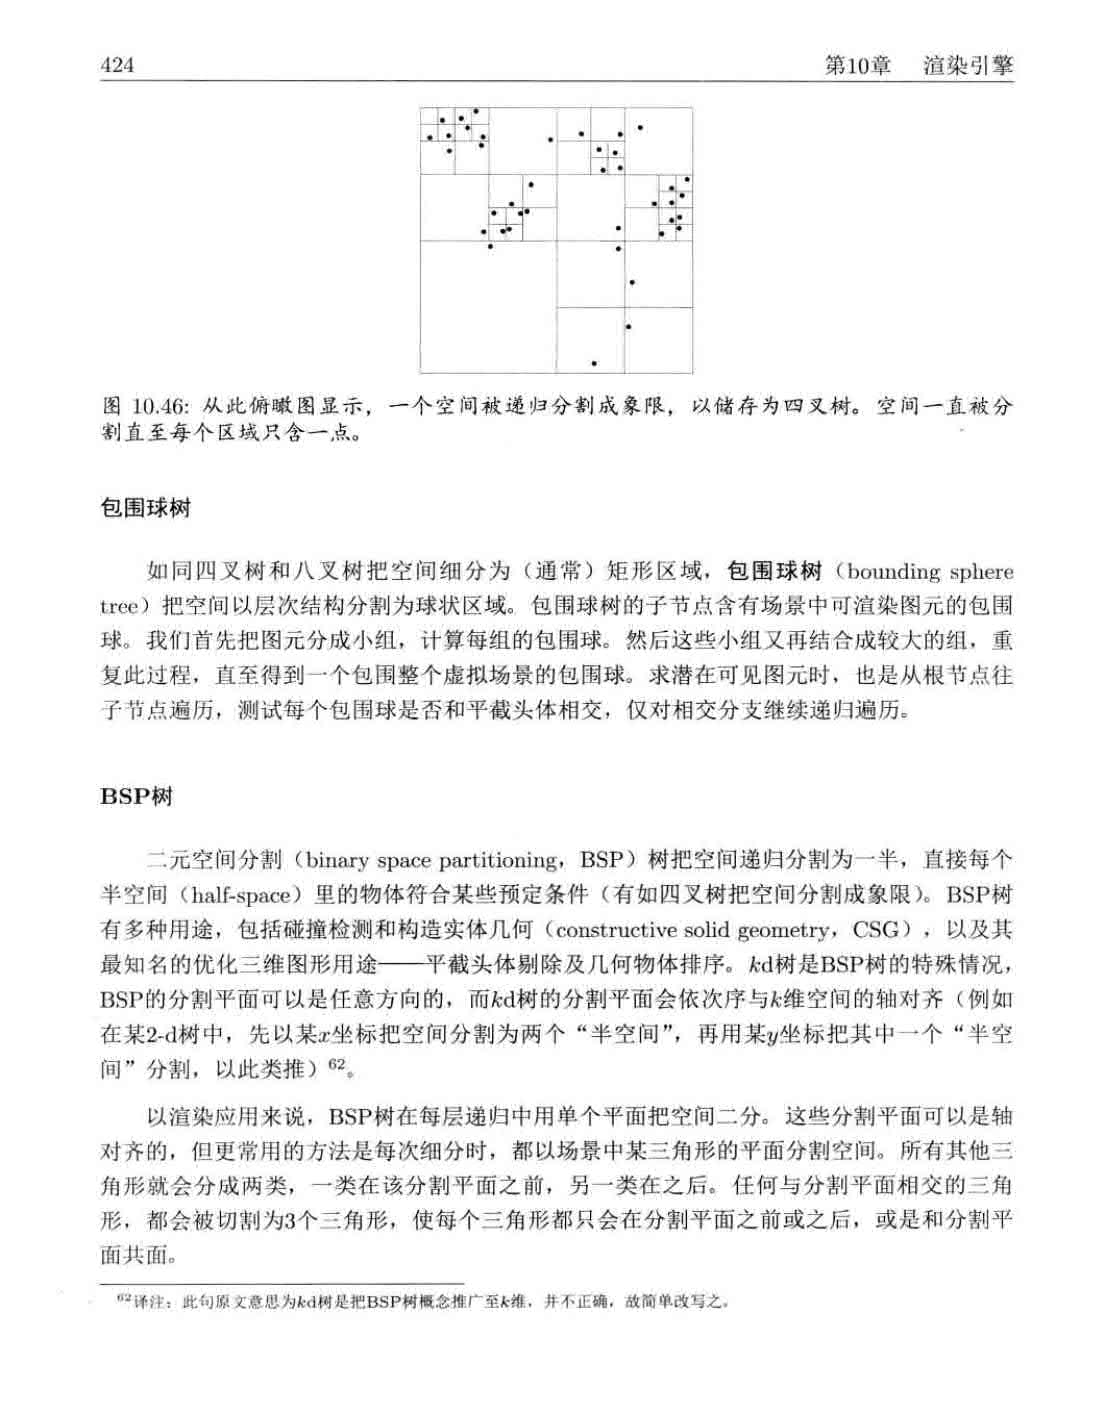 424 第10章 渲染引擎
图 10.46: 从此俯瞰图显示，一个空间被递归分割成象限，以储存为四叉树。空间一直被分
割直至每个区域只含一点。
包围球树
如同四叉树和八叉树把空间细分为（通常）矩形区域，包围球树（bounding sphere
tree）把空间以层次结构分割为球状区域。包围球树的子节点含有场景中可渲染图元的包围
球。我们首先把图元分成小组，计算每组的包围球。然后这些小组又再结合成较大的组，重
复此过程，直至得到一个包围整个虚拟场景的包围球。求潜在可见图元时，也是从根节点往
子节点遍历，测试每个包围球是否和平截头体相交，仅对相交分支继续递归遍历。
BSP树
二元空间分割（binary space partitioning，BSP）树把空间递归分割为一半，直接每个
半空间（half-space）里的物体符合某些预定条件（有如四叉树把空间分割成象限）。BSP树
有多种用途，包括碰撞检测和构造实体几何（constructive solid geometry，CSG），以及其
最知名的优化三维图形用途——平截头体剔除及几何物体排序。kd树是BSP树的特殊情况，
BSP的分割平面可以是任意方向的，而kd树的分割平面会依次序与k维空间的轴对齐（例如
在某2-d树中，先以某x坐标把空间分割为两个“半空间”，再用某y坐标把其中一个“半空
间”分割，以此类推）62。
以渲染应用来说，BSP树在每层递归中用单个平面把空间二分。这些分割平面可以是轴
对齐的，但更常用的方法是每次细分时，都以场景中某三角形的平面分割空间。所有其他三
角形就会分成两类，一类在该分割平面之前，另一类在之后。任何与分割平面相交的三角
形，都会被切割为3个三角形，使每个三角形都只会在分割平面之前或之后，或是和分割平
面共面。
62译注：此句原文意思为kd树是把BSP树概念推广至k维，并不正确，故简单改写之。